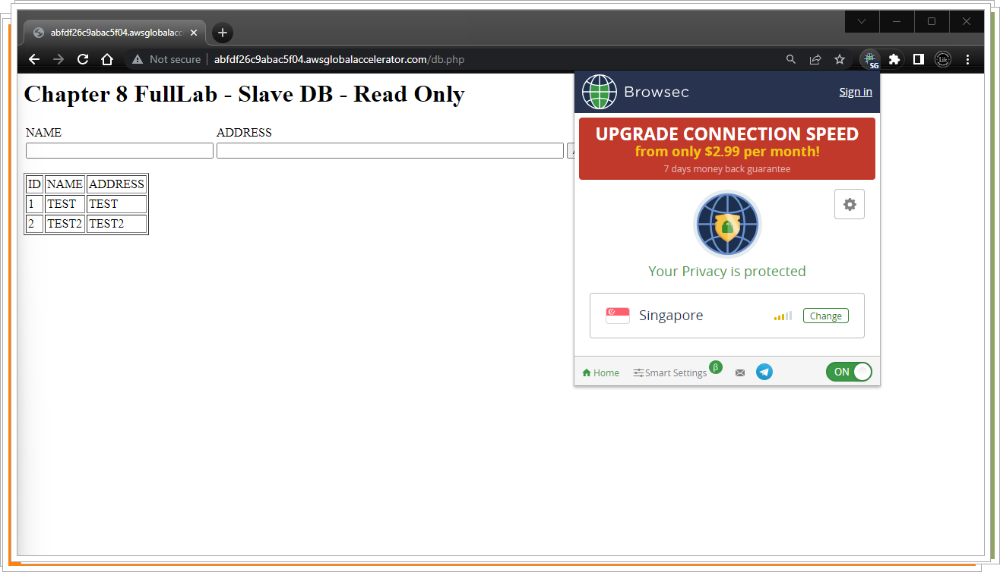 abfdf26c9abac5f04.awsglobalacc
Not secure abfdf26c9abac5f04.awsglobalaccelerator.com/db.php
SG
Life
Chapter 8 FullLab - Slave DB - Read Only
NAME ADDRESS
ID NAME ADDRESS
1 TEST TEST
2 TEST2 TEST2
Browsec Sign in
UPGRADE CONNECTION SPEED
from only $2.99 per month!
7 days money back guarantee
Your Privacy is protected
Singapore Change
Home Smart Settings β ON